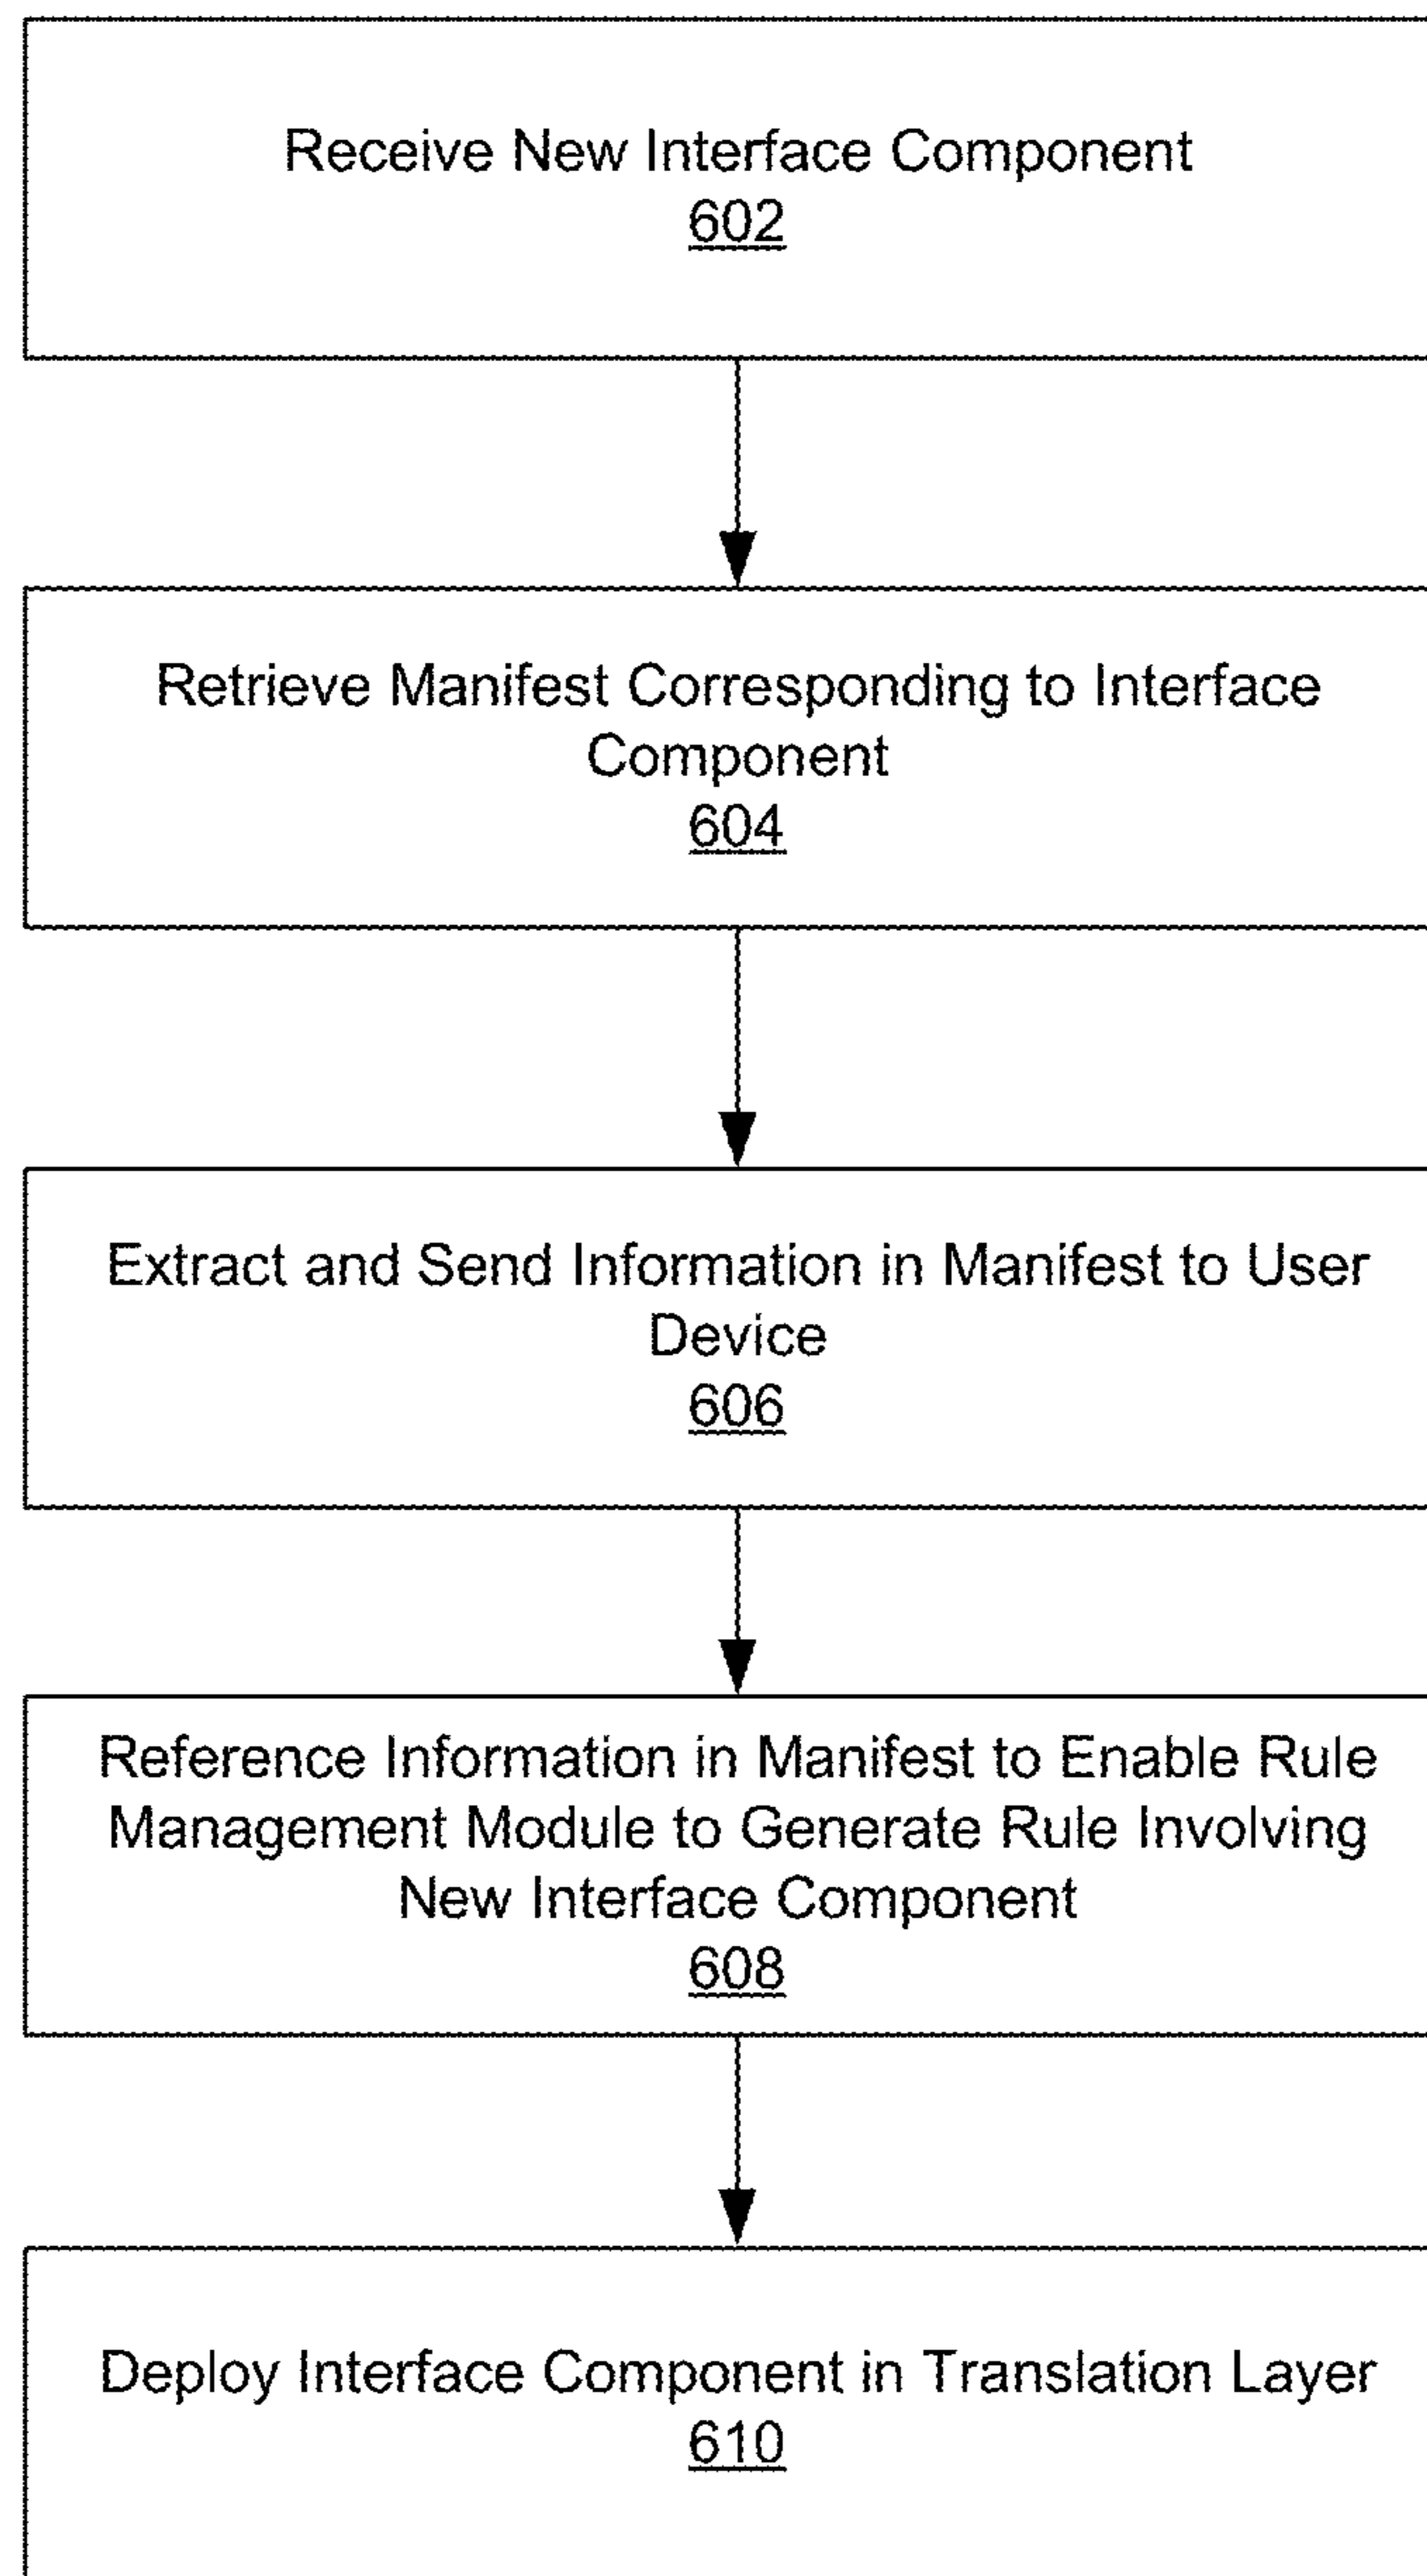 Receive New Interface Component
602
Retrieve Manifest Corresponding to Interface
Component
604
Extract and Send Information in Manifest to User
Device
606
Reference Information in Manifest to Enable Rule
Management Module to Generate Rule Involving
New Interface Component
608
Deploy Interface Component in Translation Layer
610